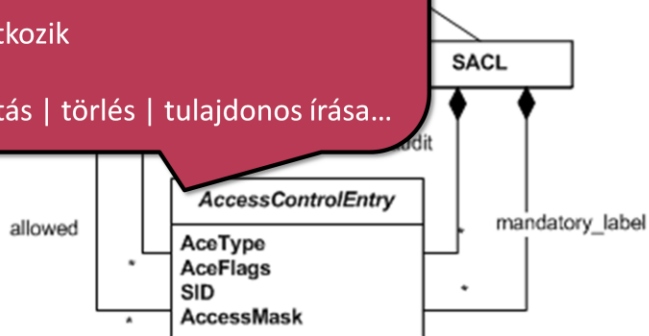 tkozik
SACL
tás | törlés | tulajdonos írása...
AccessControlEntry
allowed
mandatory_label
AceType
*
AceFlags
*
SID
*
AccessMask
*